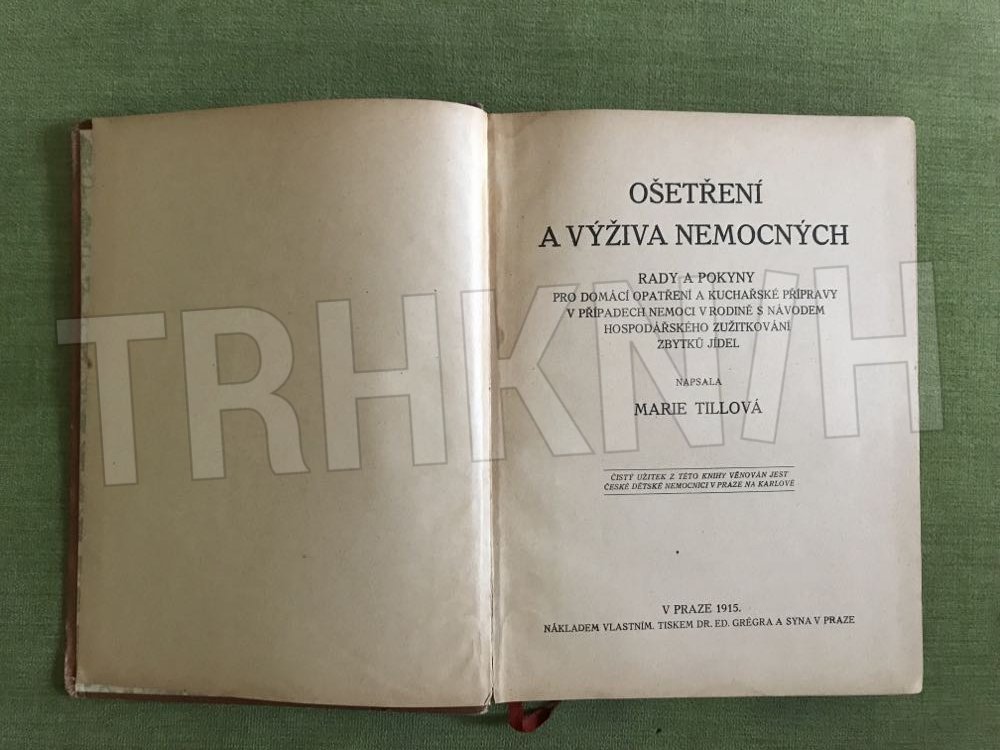 OŠETŘENÍ
A VÝŽIVA NEMOCNÝCH
RADY A POKYNY
PRO DOMÁCÍ OPATŘENÍ A KUCHAŘSKÉ PŘÍPRAVY
V PŘÍPADECH NEMOCI V RODINĚ S NÁVODEM
HOSPODÁŘSKÉHO ZUŽITKOVÁNÍ
ZBYTKŮ JÍDEL
NAPSALA
MARIE TILLOVÁ
ČISTÝ UŽITEK Z TÉTO KNIHY VĚNOVÁN JEST
ČESKÉ DĚTSKÉ NEMOCNICI V PRAZE NA KARLOVĚ
V PRAZE 1915.
NÁKLADEM VLASTNÍM. TISKEM DR. ED. GRÉGRA A SYNA V PRAZE
TRHKNIH